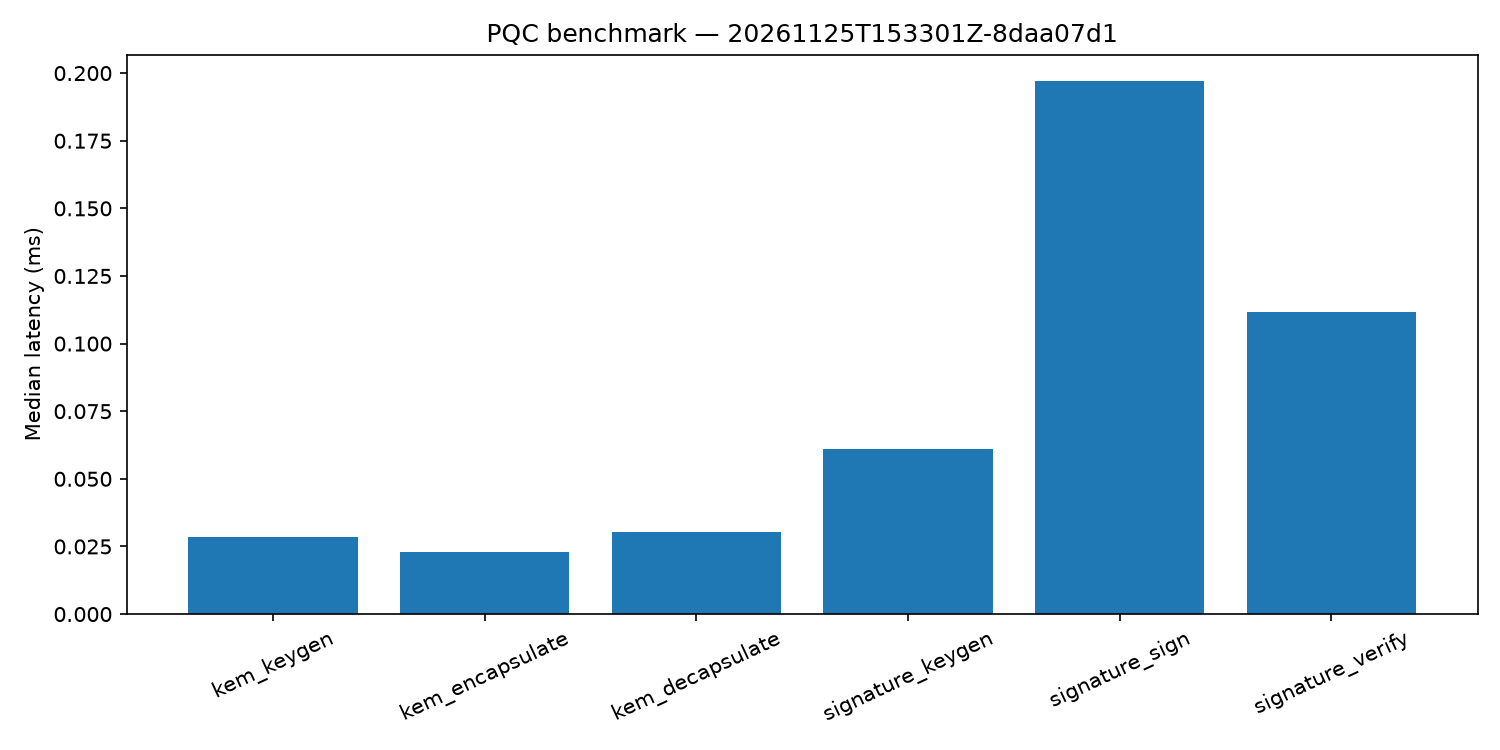 PQC benchmark — 20261125T153301Z-8daa07d1
Median latency (ms)
0.200
0.175
0.150
0.125
0.100
0.075
0.050
0.025
0.000
kem_keygen
kem_encapsulate
kem_decapsulate
signature_keygen
signature_sign
signature_verify